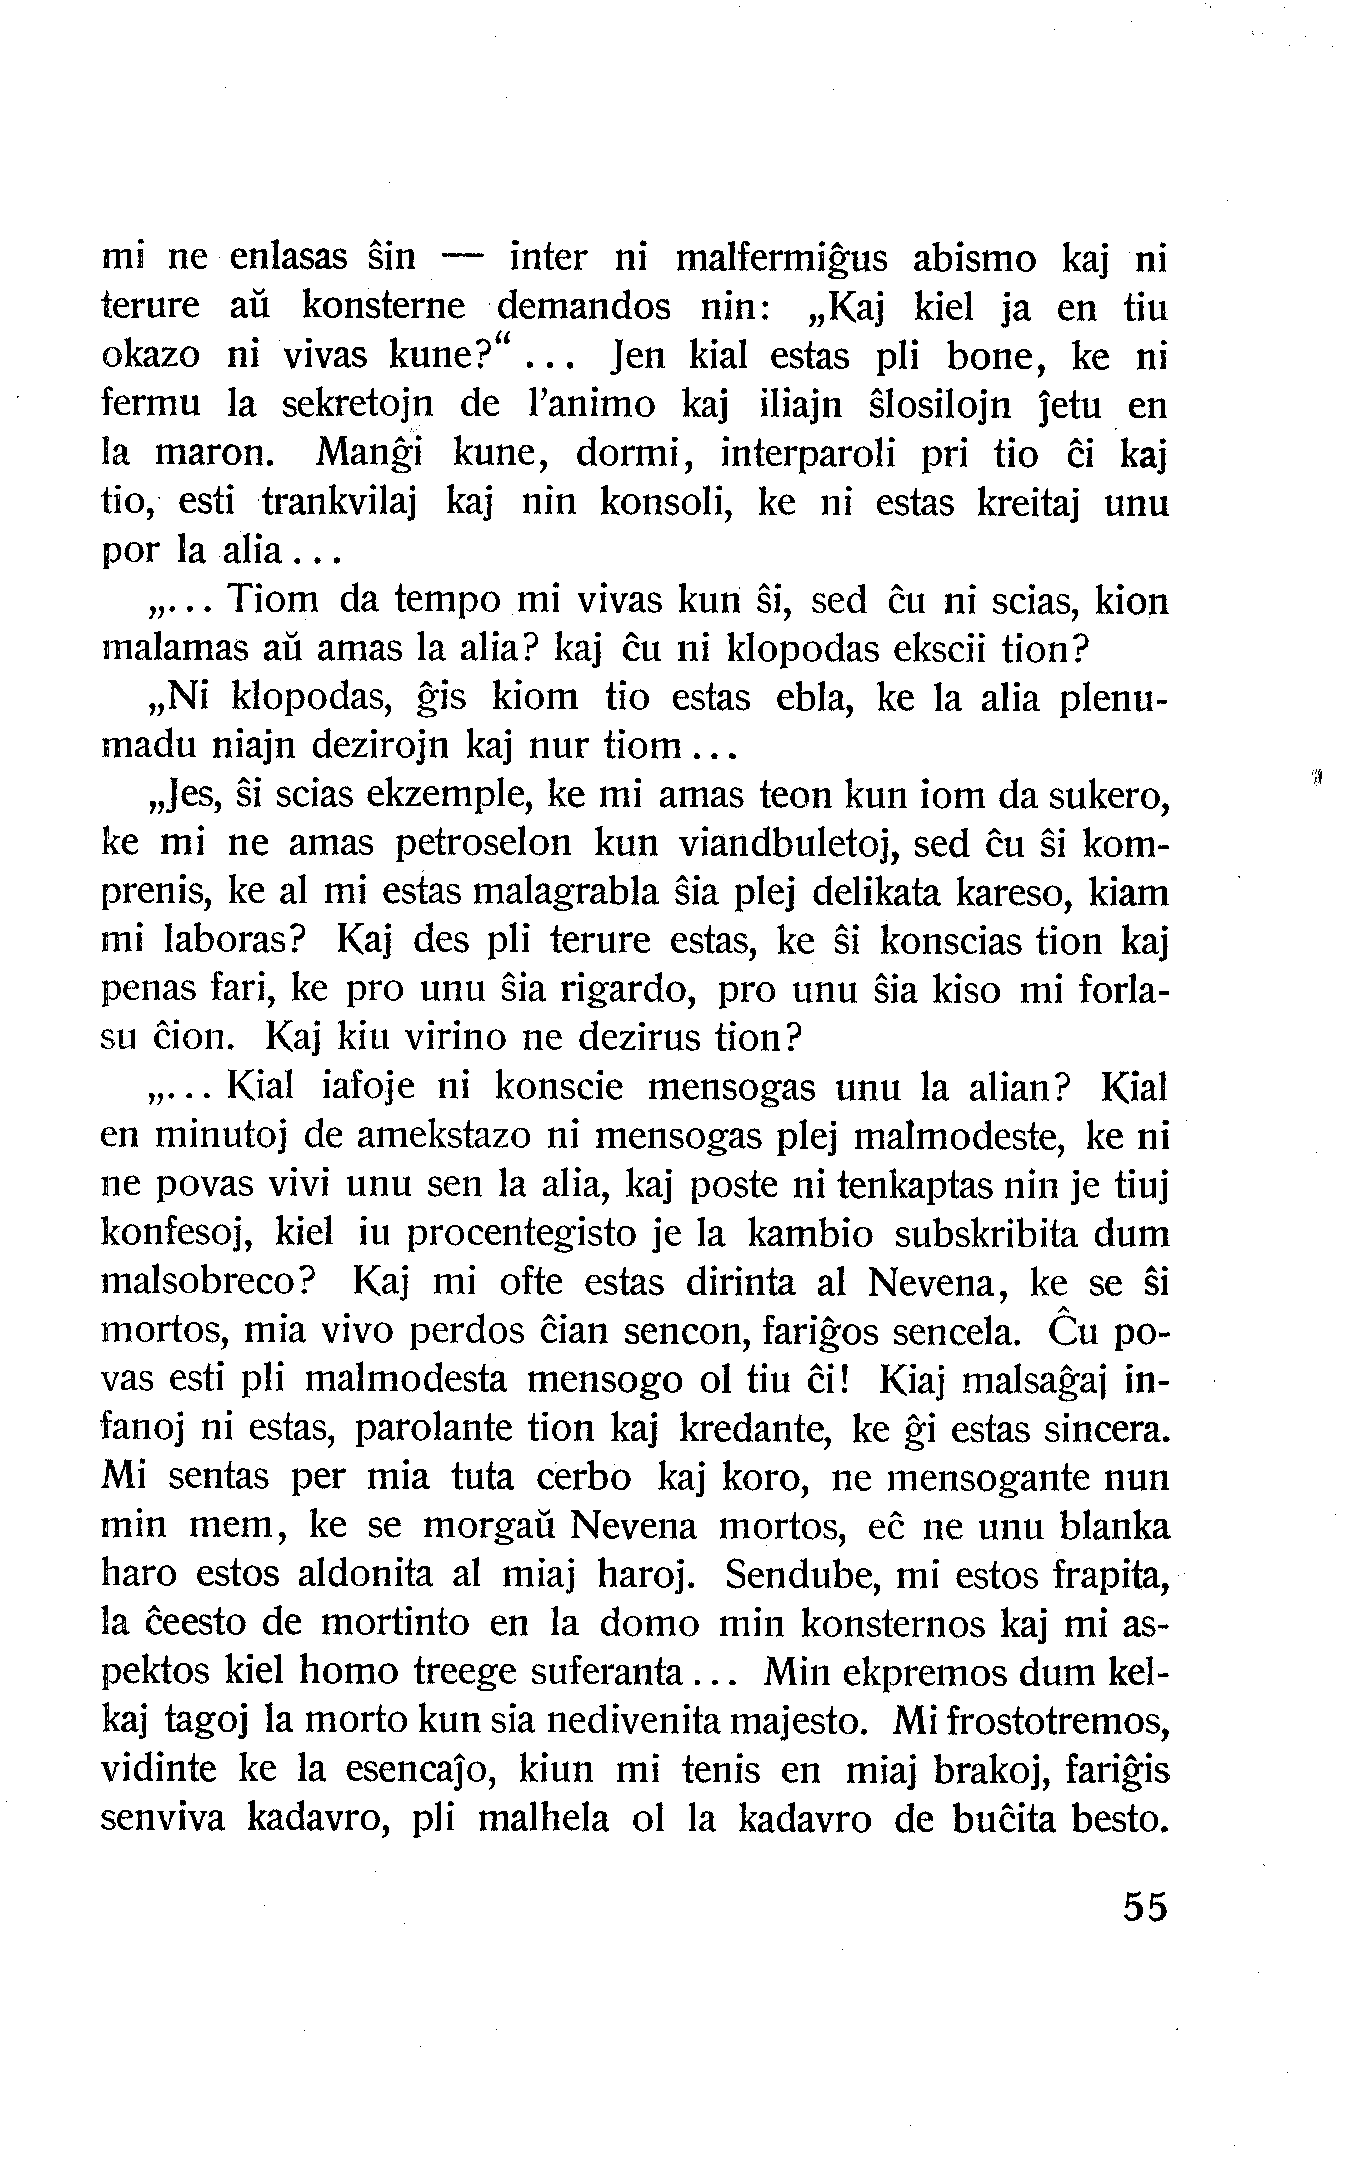 mi ne enlasas ŝin — inter ni malfermiĝus abismo kaj ni
terure aŭ konsterne demandos nin: „Kaj kiel ja en tiu
okazo ni vivas kune?“ ... Jen kial estas pli bone, ke ni
fermu la sekretojn de l’animo kaj iliajn ŝlosilojn ĵetu en
la maron. Manĝi kune, dormi, interparoli pri tio ĉi kaj
tio, esti trankvilaj kaj nin konsoli, ke ni estas kreitaj unu
por la alia ...
„... Tiom da tempo mi vivas kun ŝi, sed ĉu ni scias, kion
malamas aŭ amas la alia? kaj ĉu ni klopodas ekscii tion?
„Ni klopodas, ĝis kiom tio estas ebla, ke la alia plenu-
madu niajn dezirojn kaj nur tiom ...
„Jes, ŝi scias ekzemple, ke mi amas teon kun iom da sukero,
ke mi ne amas petroselon kun viandbuletoj, sed ĉu ŝi kom-
prenis, ke al mi estas malagrabla ŝia plej delikata kareso, kiam
mi laboras? Kaj des pli terure estas, ke ŝi konscias tion kaj
penas fari, ke pro unu ŝia rigardo, pro unu ŝia kiso mi forla-
su ĉion. Kaj kiu virino ne dezirus tion?
„... Kial iafoje ni konscie mensogas unu la alian? Kial
en minutoj de amekstazo ni mensogas plej malmodeste, ke ni
ne povas vivi unu sen la alia, kaj poste ni tenkaptas nin je tiuj
konfesoj, kiel iu procentegisto je la kambio subskribita dum
malsobreco? Kaj mi ofte estas dirinta al Nevena, ke se ŝi
mortos, mia vivo perdos ĉian sencon, fariĝos sencela. Ĉu po-
vas esti pli malmodesta mensogo ol tiu ĉi! Kiaj malsaĝaj in-
fanoj ni estas, parolante tion kaj kredante, ke ĝi estas sincera.
Mi sentas per mia tuta cerbo kaj koro, ne mensogante nun
min mem, ke se morgaŭ Nevena mortos, eĉ ne unu blanka
haro estos aldonita al miaj haroj. Sendube, mi estos frapita,
la ĉeesto de mortinto en la domo min konsternos kaj mi as-
pektos kiel homo treege suferanta ... Min ekpremos dum kel-
kaj tagoj la morto kun sia nedivenita majesto. Mi frostotremos,
vidinte ke la esencaĵo, kiun mi tenis en miaj brakoj, fariĝis
senviva kadavro, pli malhela ol la kadavro de buĉita besto.
55